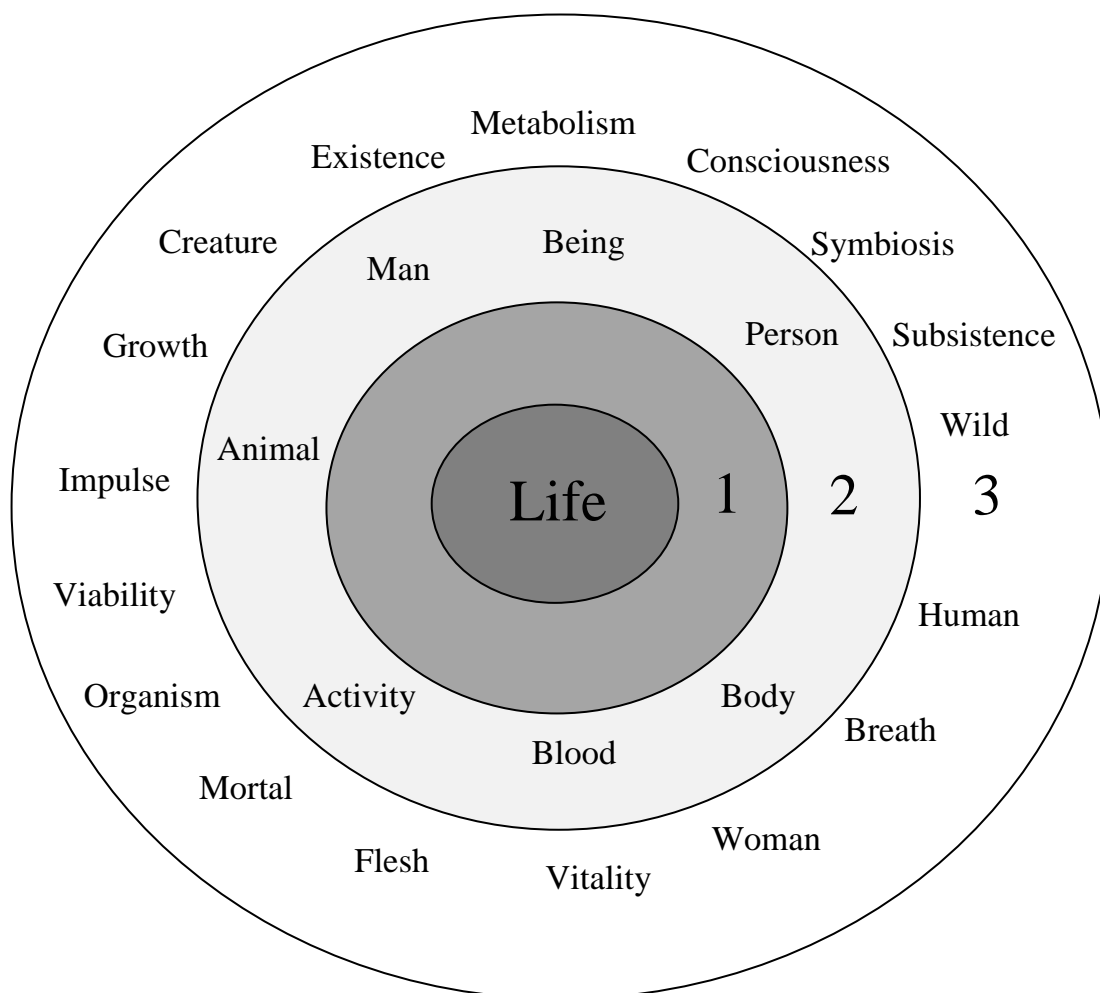 Metabolism
Existence
Consciousness
Creature
Man
Being
Symbiosis
Growth
Person
Subsistence
Wild
Animal
Impulse
Life
1
2
3
Viability
Human
Organism
Activity
Body
Breath
Blood
Mortal
Woman
Flesh
Vitality